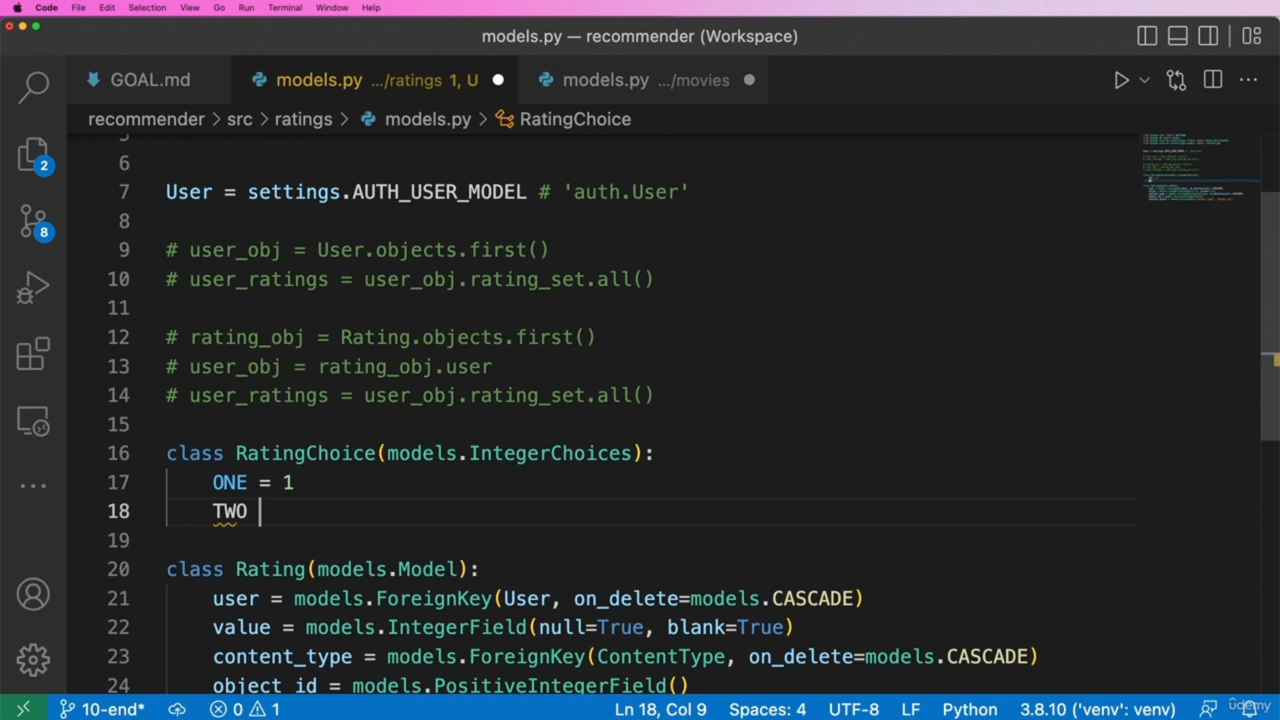 Code File Edit Selection View Go Run Terminal Window Help
models.py — recommender (Workspace)
GOAL.md models.py .../ratings 1, U models.py .../movies
recommender > src > ratings > models.py > RatingChoice
2
8
5
6
7 User = settings.AUTH_USER_MODEL # 'auth.User'
8
9 # user_obj = User.objects.first()
10 # user_ratings = user_obj.rating_set.all()
11
12 # rating_obj = Rating.objects.first()
13 # user_obj = rating_obj.user
14 # user_ratings = user_obj.rating_set.all()
15
16 class RatingChoice(models.IntegerChoices):
17 ONE = 1
18 TWO
19
20 class Rating(models.Model):
21 user = models.ForeignKey(User, on_delete=models.CASCADE)
22 value = models.IntegerField(null=True, blank=True)
23 content_type = models.ForeignKey(ContentType, on_delete=models.CASCADE)
24 object_id = models.PositiveIntegerField()
10-end* 0 1 Ln 18, Col 9 Spaces: 4 UTF-8 LF Python 3.8.10 ('venv': venv)
udemy